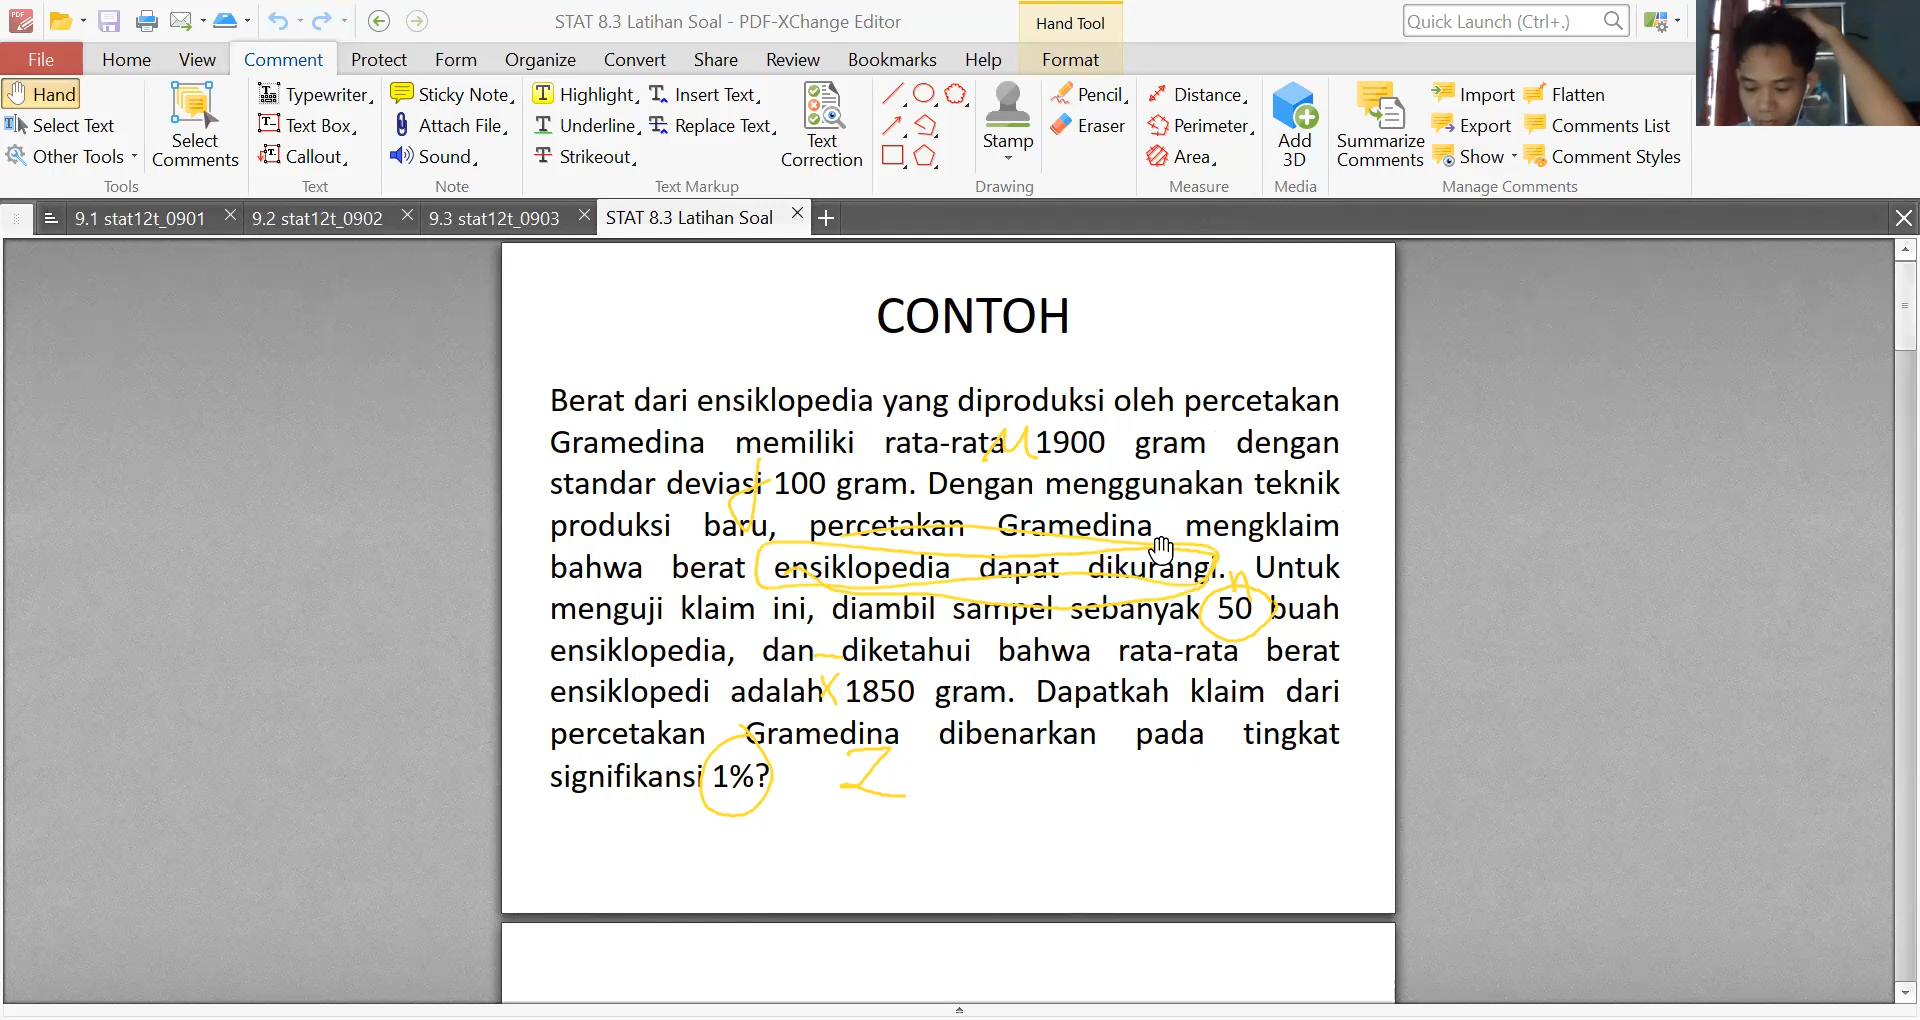 STAT 8.3 Latihan Soal - PDF-XChange Editor
Hand Tool
Quick Launch (Ctrl+.)
File Home View Comment Protect Form Organize Convert Share Review Bookmarks Help Format
Hand
Select Text
Other Tools
Select Comments
Tools
Typewriter
Text Box
Callout
Text
Sticky Note
Attach File
Sound
Note
Highlight
Underline
Strikeout
Insert Text
Replace Text
Text Correction
Text Markup
Stamp
Drawing
Pencil
Eraser
Distance
Perimeter
Area
Measure
Add 3D
Media
Summarize Comments
Import
Export
Show
Flatten
Comments List
Comment Styles
Manage Comments
9.1 stat12t_0901 9.2 stat12t_0902 9.3 stat12t_0903 STAT 8.3 Latihan Soal
CONTOH
Berat dari ensiklopedia yang diproduksi oleh percetakan
Gramedina memiliki rata-rata μ 1900 gram dengan
standar deviasi 100 gram. Dengan menggunakan teknik
produksi baru, percetakan Gramedina mengklaim
bahwa berat ensiklopedia dapat dikurangi. Untuk
n
menguji klaim ini, diambil sampel sebanyak 50 buah
ensiklopedia, dan diketahui bahwa rata-rata berat
ensiklopedi adalah x̄ 1850 gram. Dapatkah klaim dari
percetakan Gramedina dibenarkan pada tingkat
signifikansi 1%? Z